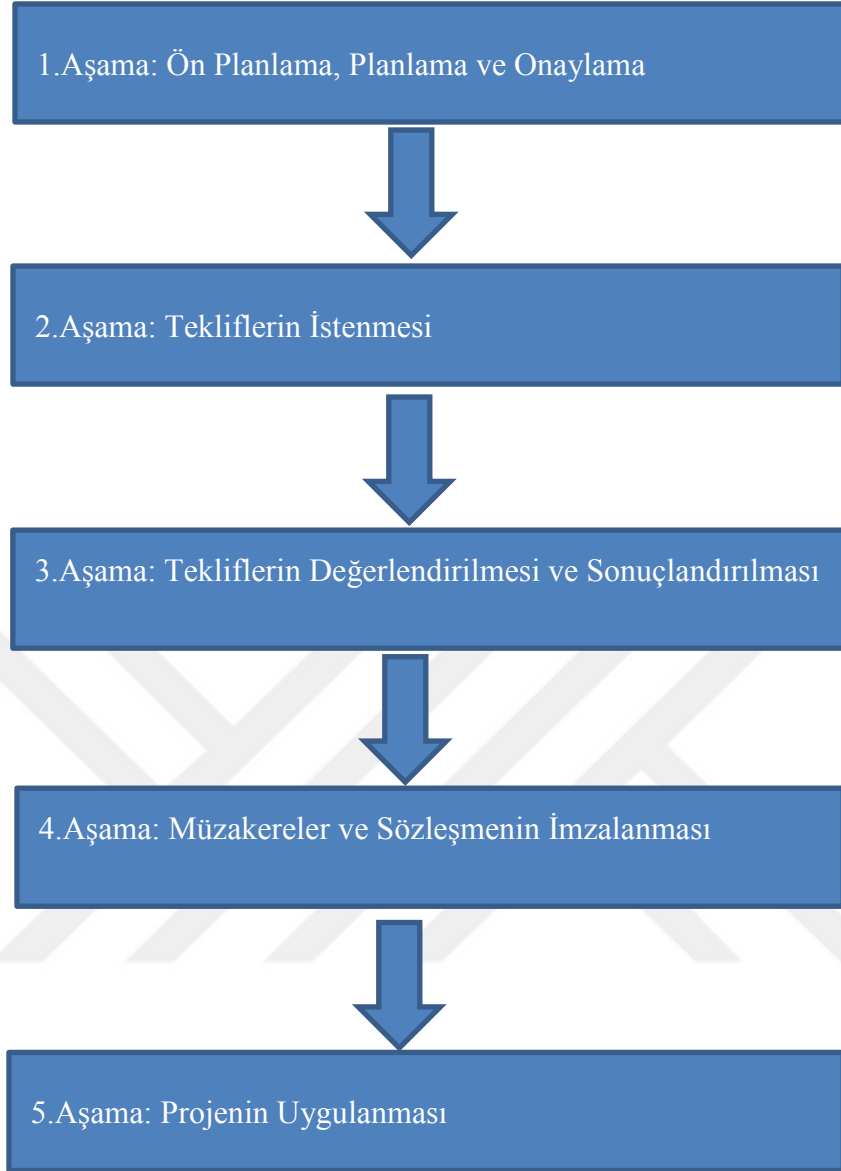 1.Aşama: Ön Planlama, Planlama ve Onaylama
2.Aşama: Tekliflerin İstenmesi
3.Aşama: Tekliflerin Değerlendirilmesi ve Sonuçlandırılması
4.Aşama: Müzakereler ve Sözleşmenin İmzalanması
5.Aşama: Projenin Uygulanması